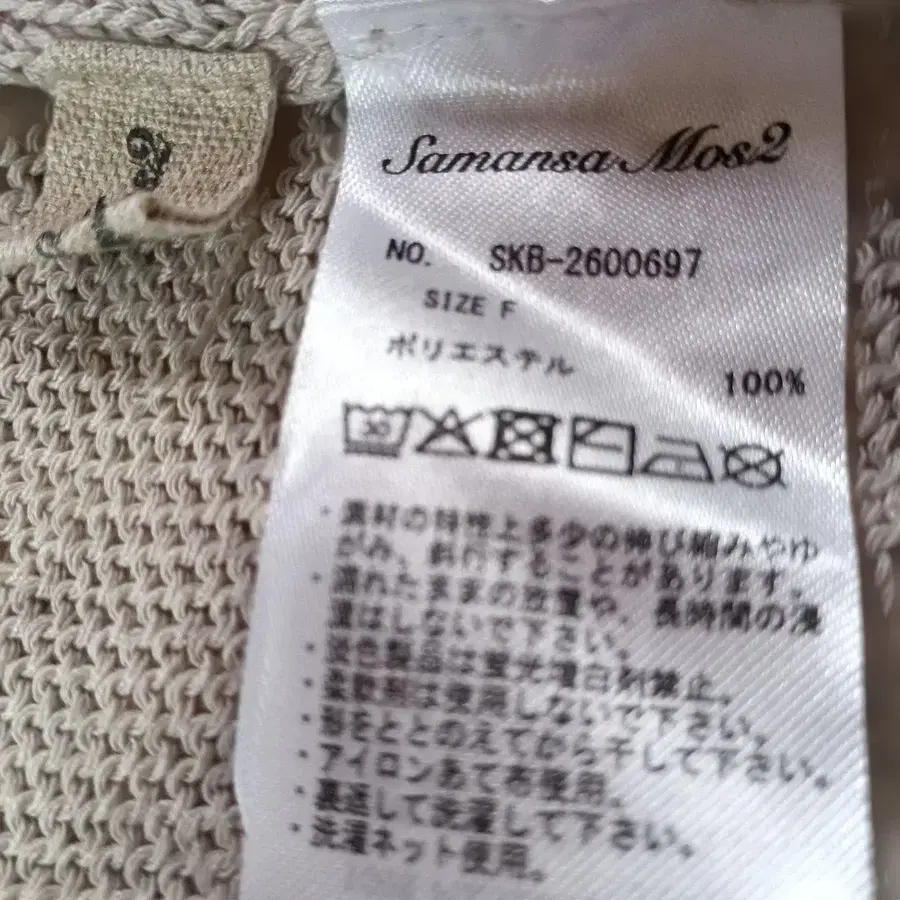 Samansa Mos2
NO. SKB-2600697
SIZE F
ポリエステル 100%
30
・素材の特性上多少の伸び縮みやゆ
がみ、斜行することがあります。
・濡れたままの放置や、長時間の浸
漬はしないで下さい。
・淡色製品は蛍光増白剤禁止。
・柔軟剤は使用しないで下さい。
・形をととのえてから干して下さい。
・アイロンあて布使用。
・裏返して洗濯して下さい。
・洗濯ネット使用。